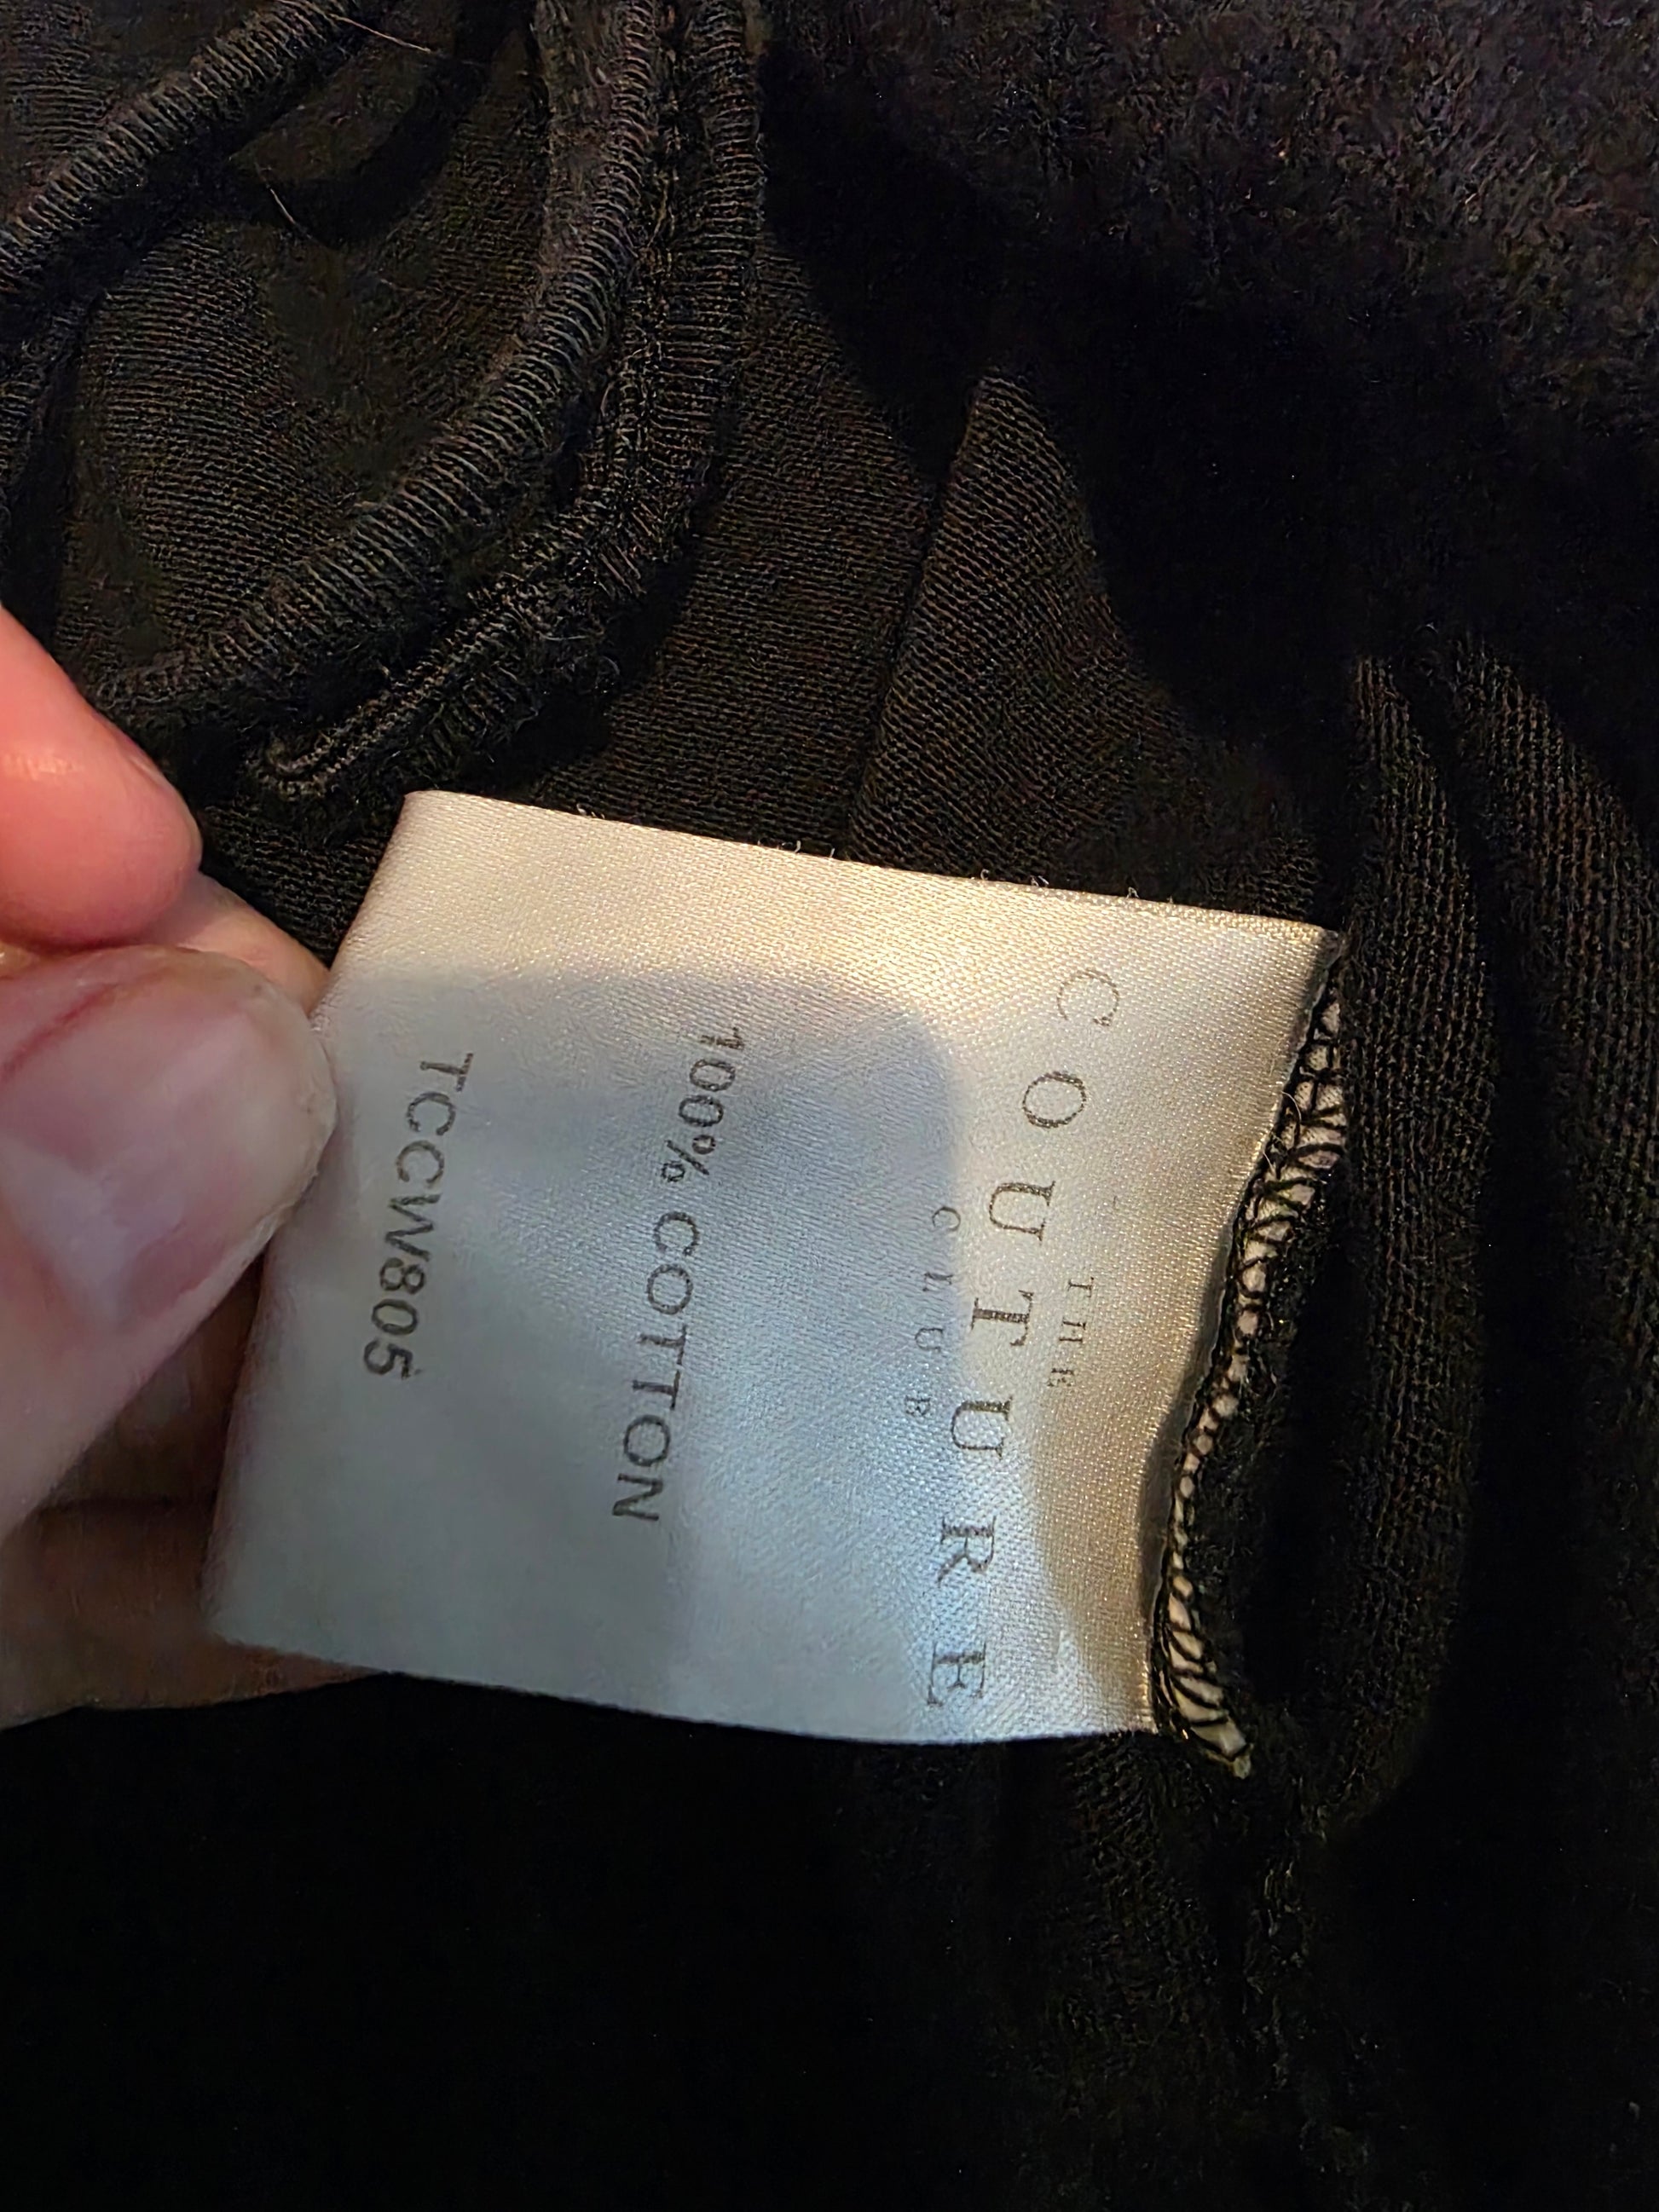 THE
COUTURE
CLUB
100% COTTON
TCCW805